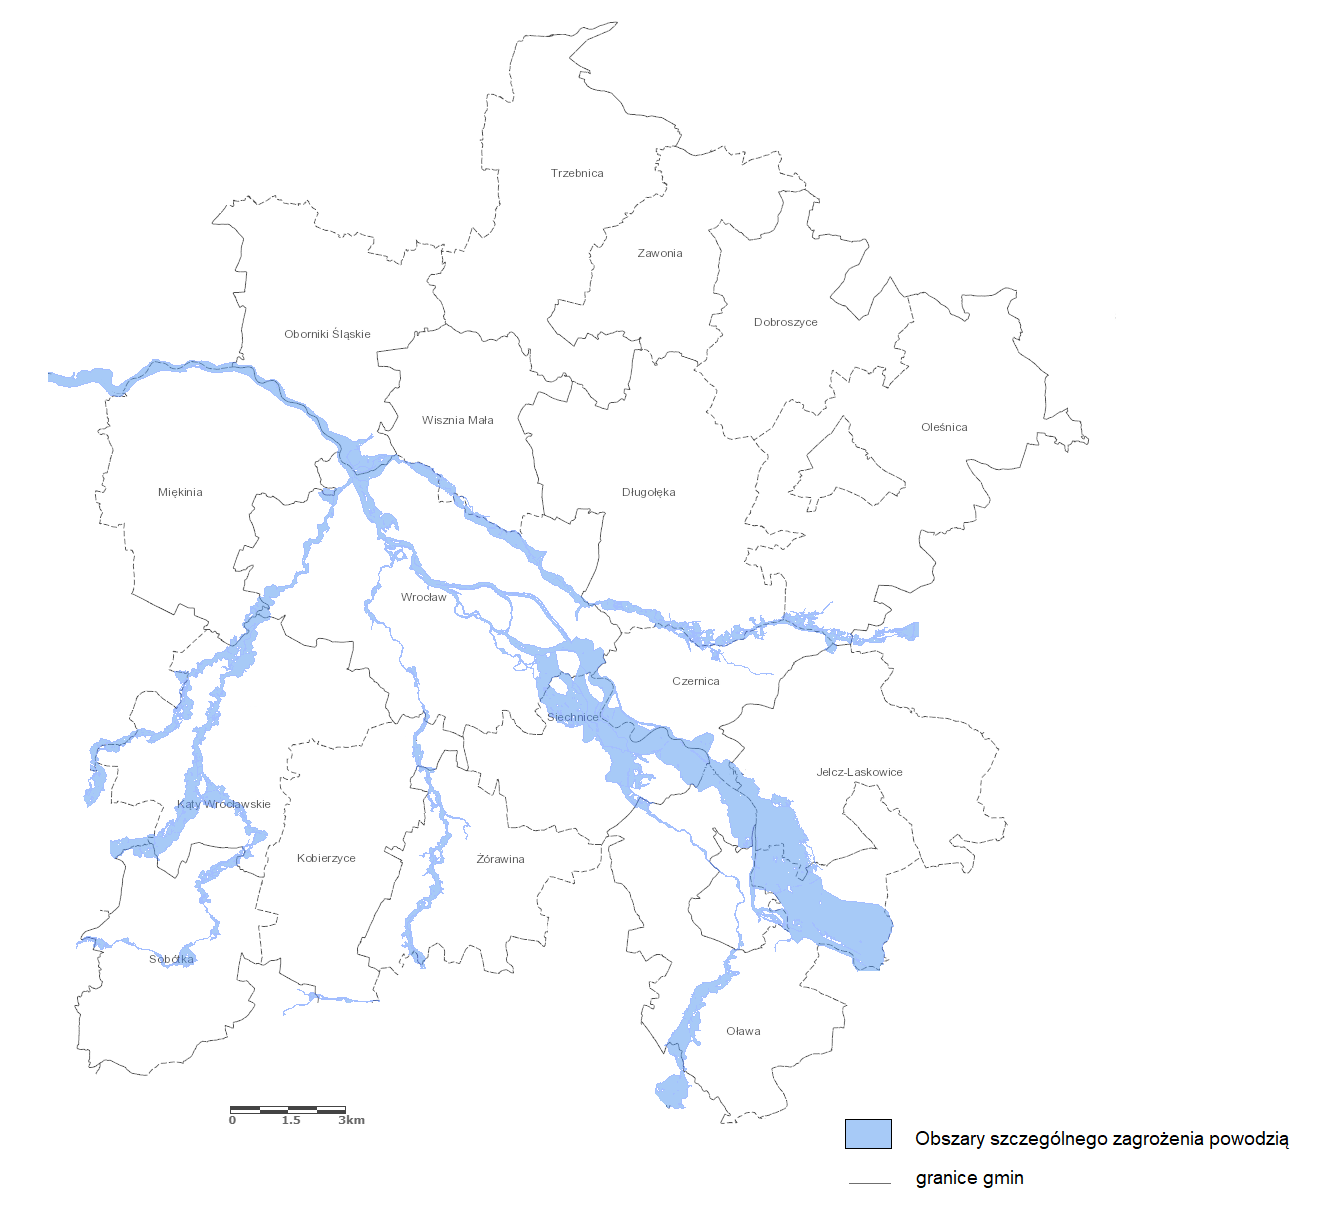 Trzebnica
Zawonia
Dobroszyce
Oborniki Śląskie
Wisznia Mała
Oleśnica
Miękinia
Długołęka
Wrocław
Czernica
Siechnice
Jelcz-Laskowice
Kąty Wrocławskie
Kobierzyce
Żórawina
Sobótka
Oława
0 1.5 3km
Obszary szczególnego zagrożenia powodzią
granice gmin